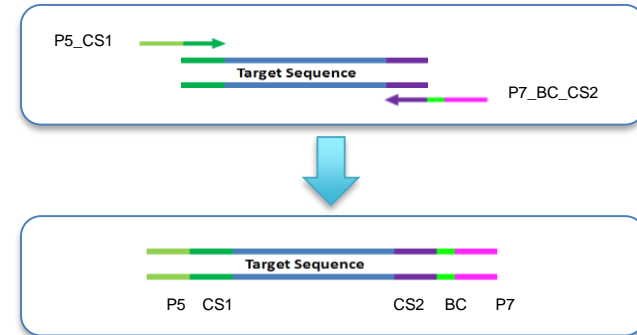 P5_CS1
Target Sequence
P7_BC_CS2
Target Sequence
P5 CS1 CS2 BC P7